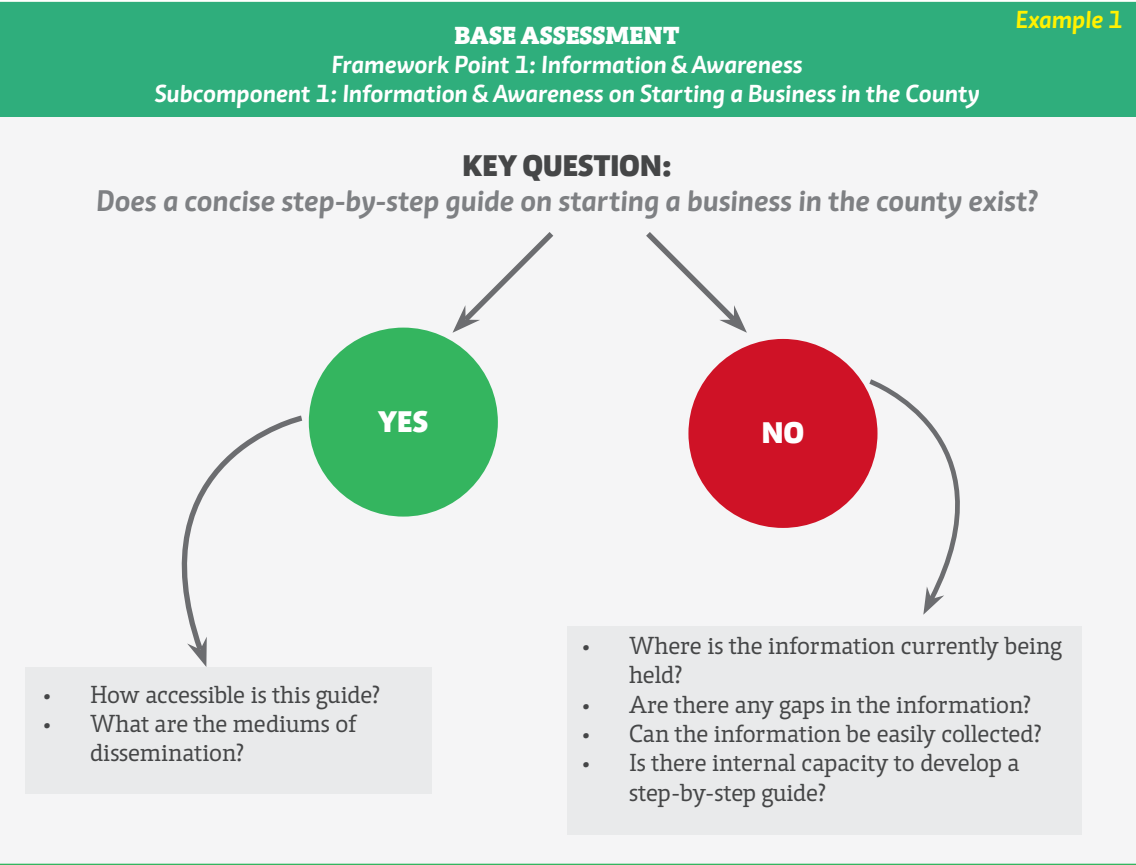 Example 1
BASE ASSESSMENT
Framework Point 1: Information & Awareness
Subcomponent 1: Information & Awareness on Starting a Business in the County
KEY QUESTION:
Does a concise step-by-step guide on starting a business in the county exist?
YES
NO
• How accessible is this guide?
• What are the mediums of
dissemination?
• Where is the information currently being
held?
• Are there any gaps in the information?
• Can the information be easily collected?
• Is there internal capacity to develop a
step-by-step guide?